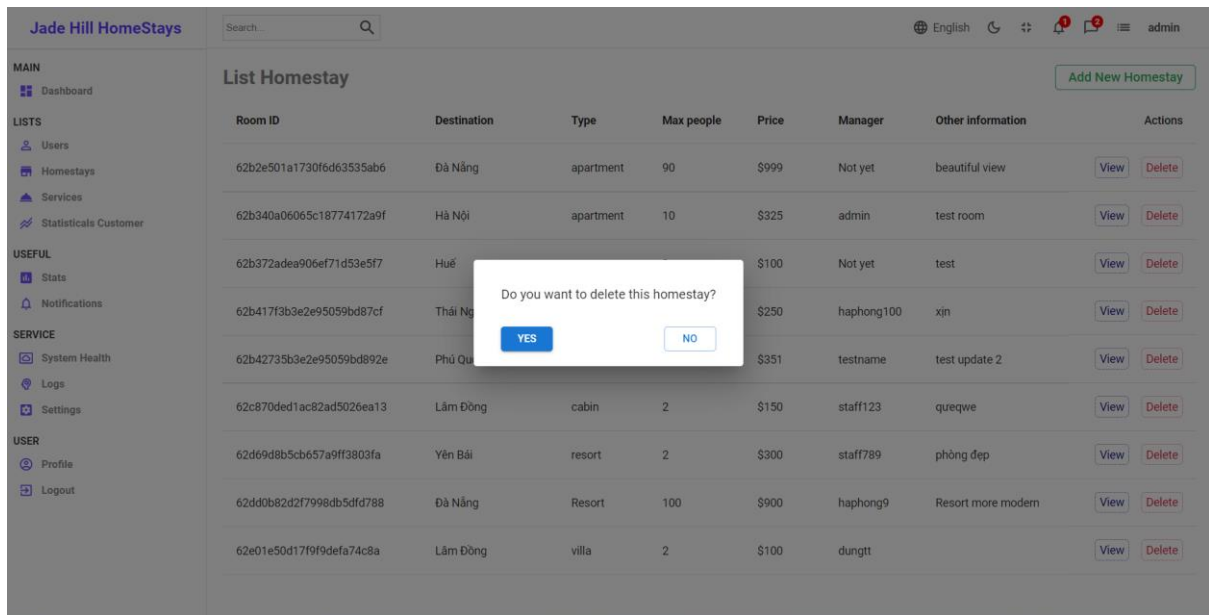 Jade Hill HomeStays
Search...
English
1
2
admin
MAIN
Dashboard
LISTS
Users
Homestays
Services
Statisticals Customer
USEFUL
Stats
Notifications
SERVICE
System Health
Logs
Settings
USER
Profile
Logout
List Homestay
Add New Homestay
Room ID Destination Type Max people Price Manager Other information Actions
62b2e501a1730f6d63535ab6 Đà Nẵng apartment 90 $999 Not yet beautiful view View Delete
62b340a06065c18774172a9f Hà Nội apartment 10 $325 admin test room View Delete
62b372adea906ef71d53e5f7 Huế $100 Not yet test View Delete
62b417f3b3e2e95059bd87cf Thái Ng $250 haphong100 xịn View Delete
62b42735b3e2e95059bd892e Phú Qu $351 testname test update 2 View Delete
62c870ded1ac82ad5026ea13 Lâm Đồng cabin 2 $150 staff123 qưeqwe View Delete
62d69d8b5cb657a9ff3803fa Yên Bái resort 2 $300 staff789 phòng đẹp View Delete
62dd0b82d2f7998db5dfd788 Đà Nẵng Resort 100 $900 haphong9 Resort more modern View Delete
62e01e50d17f9f9defa74c8a Lâm Đồng villa 2 $100 dungtt View Delete
Do you want to delete this homestay?
YES NO